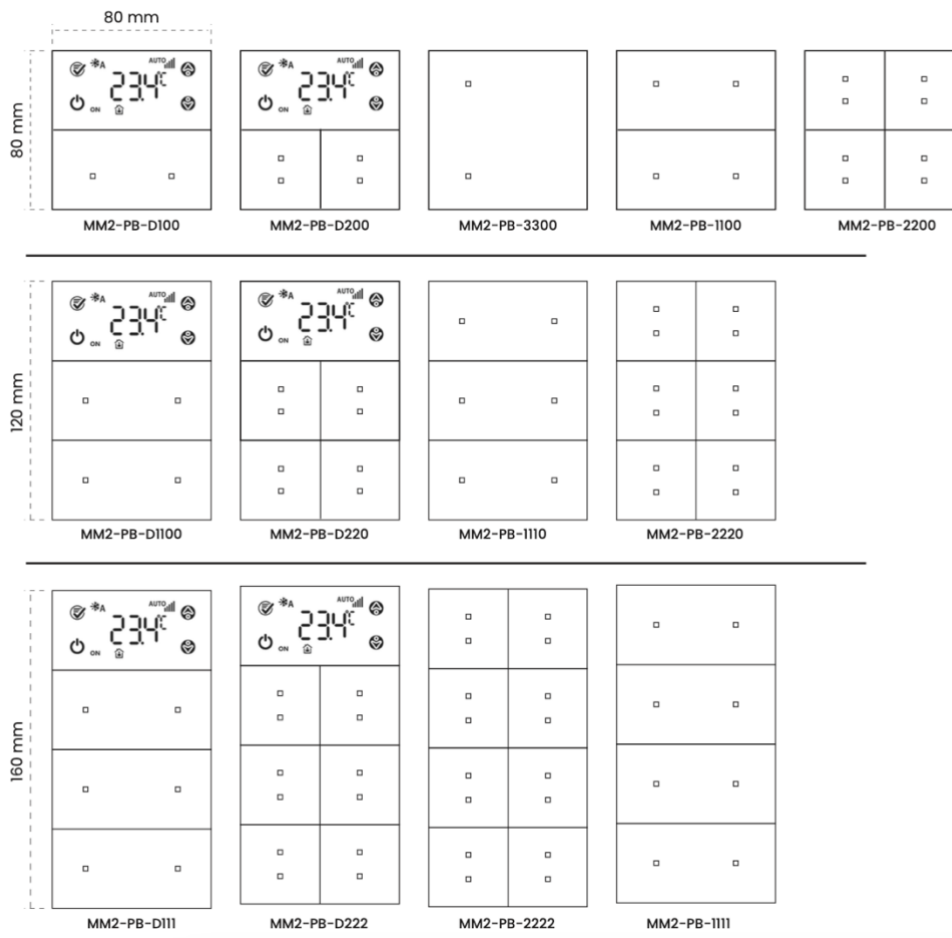 80 mm
80 mm
AUTO
A
23.4°C
ON
AUTO
A
23.4°C
ON
MM2-PB-D100
MM2-PB-D200
MM2-PB-3300
MM2-PB-1100
MM2-PB-2200
120 mm
AUTO
A
23.4°C
ON
AUTO
A
23.4°C
ON
MM2-PB-D1100
MM2-PB-D220
MM2-PB-1110
MM2-PB-2220
160 mm
AUTO
A
23.4°C
ON
AUTO
A
23.4°C
ON
MM2-PB-D111
MM2-PB-D222
MM2-PB-2222
MM2-PB-1111